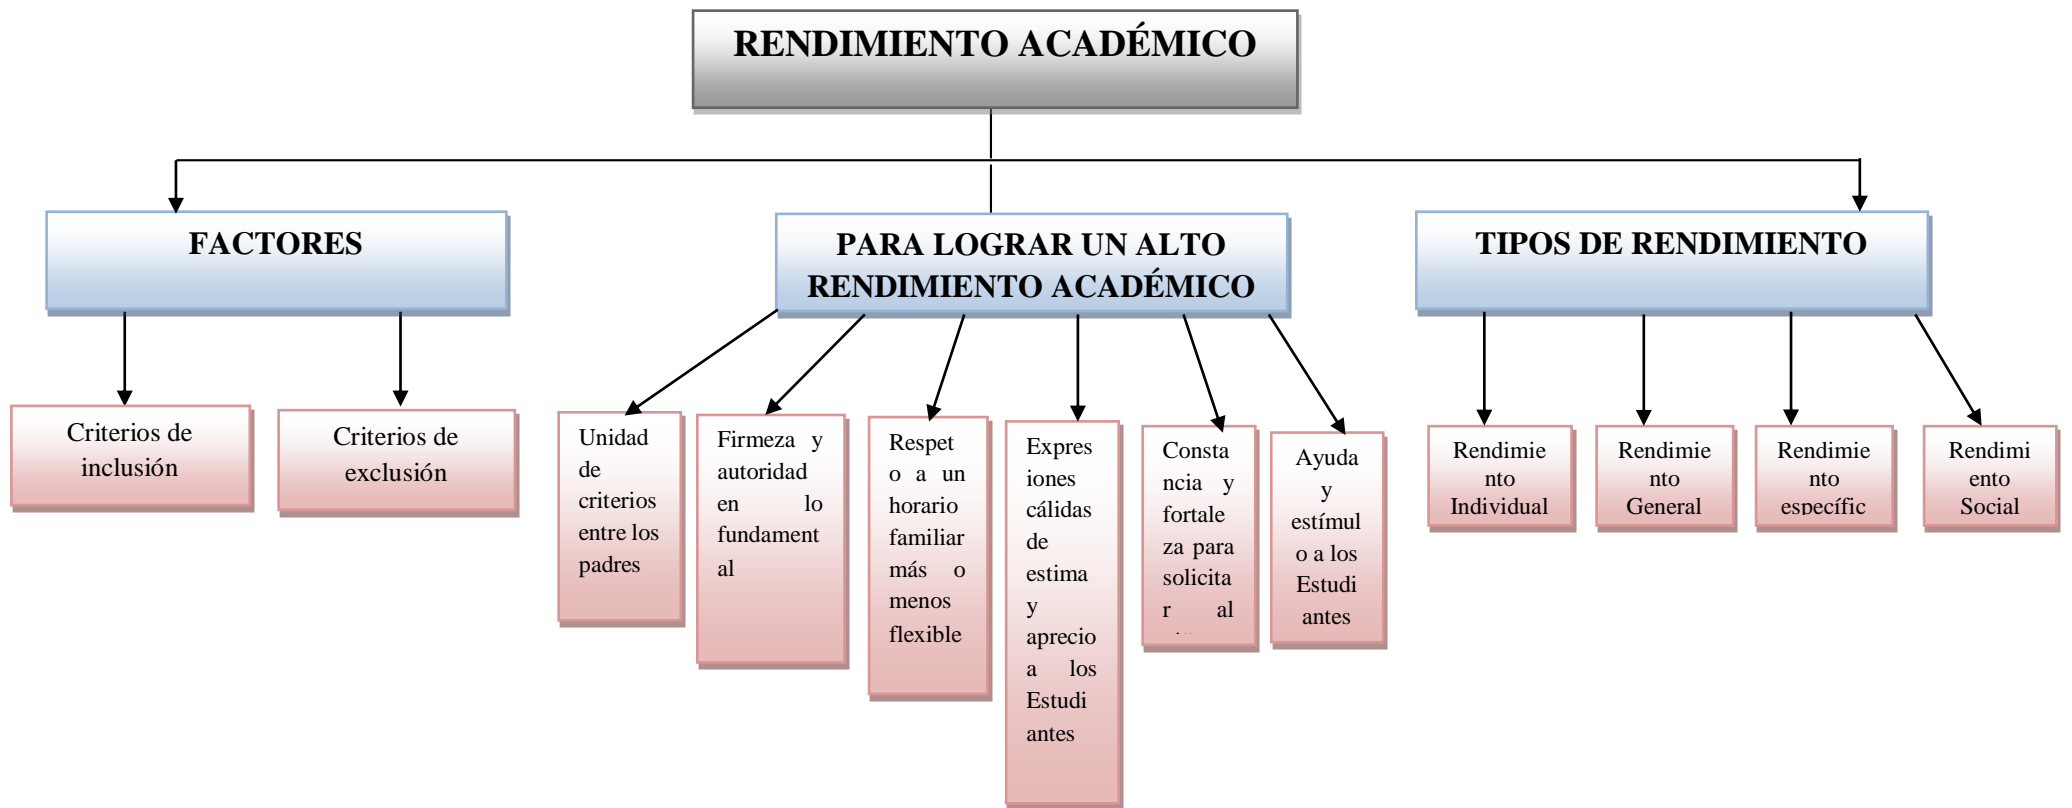 RENDIMIENTO ACADÉMICO
FACTORES
PARA LOGRAR UN ALTO
RENDIMIENTO ACADÉMICO
TIPOS DE RENDIMIENTO
Criterios de
inclusión
Criterios de
exclusión
Unidad
de
criterios
entre los
padres
Firmeza y
autoridad
en lo
fundament
al
Respet
o a un
horario
familiar
más o
menos
flexible
Expres
iones
cálidas
de
estima
y
aprecio
a los
Estudi
antes
Consta
ncia y
fortale
za para
solicita
r al
Ayuda
y
estímul
o a los
Estudi
antes
Rendimie
nto
Individual
Rendimie
nto
General
Rendimie
nto
específic
Rendimi
ento
Social